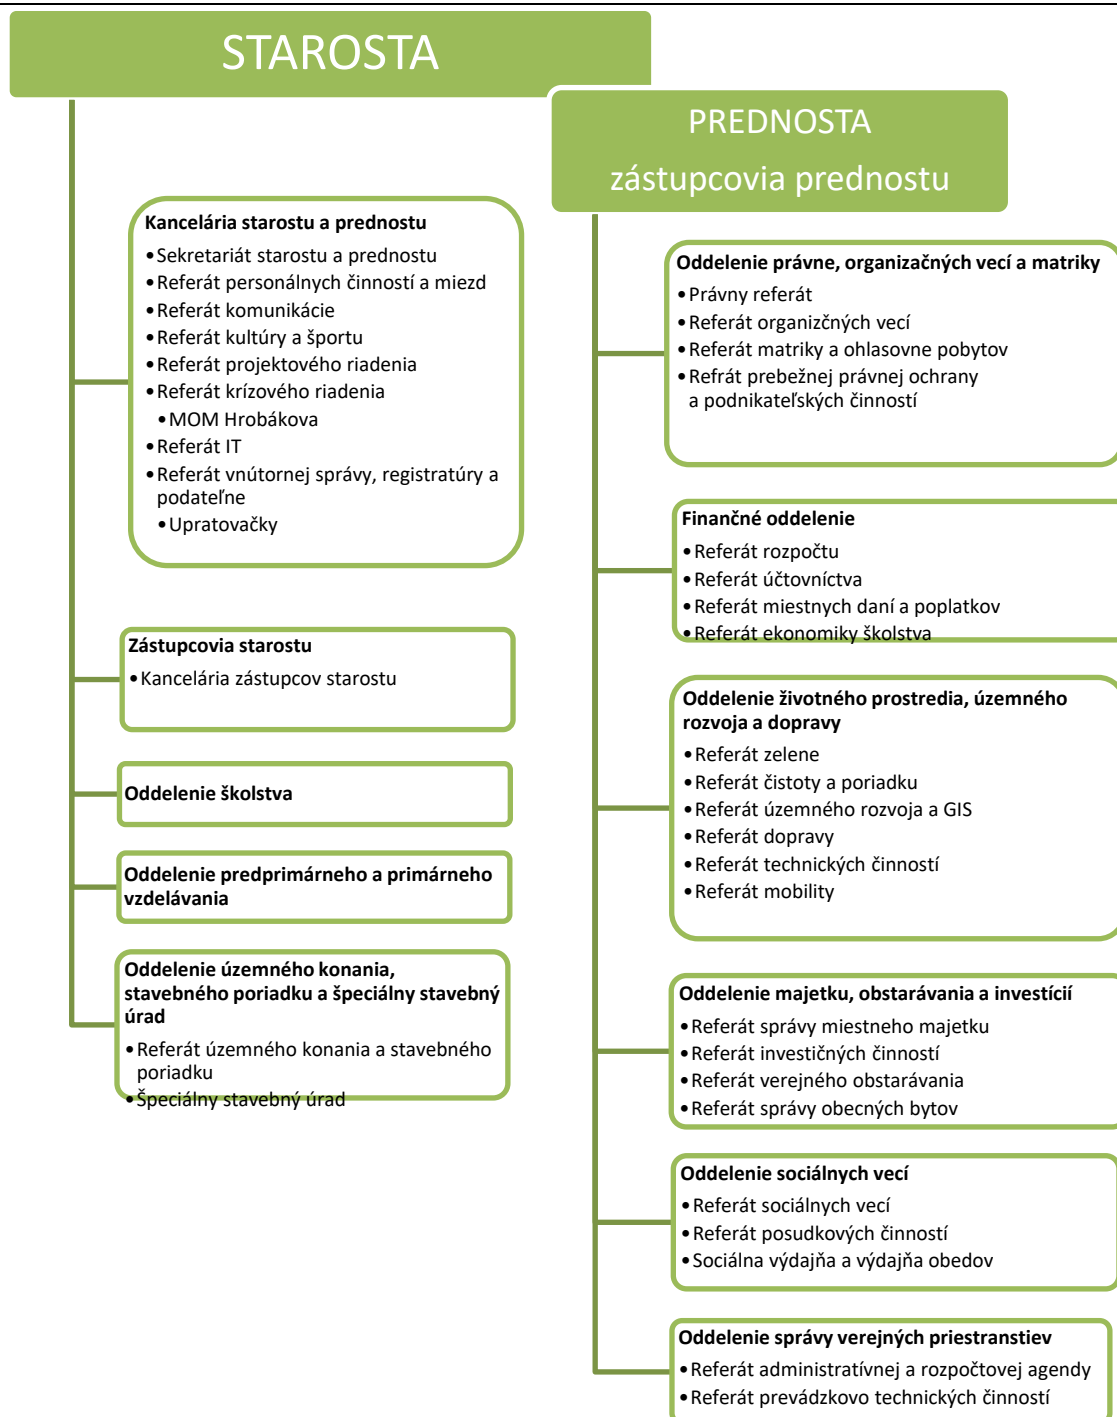 STAROSTA
PREDNOSTA
zástupcovia prednostu
Kancelária starostu a prednostu
•Sekretariát starostu a prednostu
•Referát personálnych činností a miezd
•Referát komunikácie
•Referát kultúry a športu
•Referát projektového riadenia
•Referát krízového riadenia
•MOM Hrobákova
•Referát IT
•Referát vnútornej správy, registratúry a
podateľne
•Upratovačky
Zástupcovia starostu
•Kancelária zástupcov starostu
Oddelenie školstva
Oddelenie predprimárneho a primárneho
vzdelávania
Oddelenie územného konania,
stavebného poriadku a špeciálny stavebný
úrad
•Referát územného konania a stavebného
poriadku
•Špeciálny stavebný úrad
Oddelenie právne, organizačných vecí a matriky
•Právny referát
•Referát organizčných vecí
•Referát matriky a ohlasovne pobytov
•Refrát prebežnej právnej ochrany
a podnikateľských činností
Finančné oddelenie
•Referát rozpočtu
•Referát účtovníctva
•Referát miestnych daní a poplatkov
•Referát ekonomiky školstva
Oddelenie životného prostredia, územného
rozvoja a dopravy
•Referát zelene
•Referát čistoty a poriadku
•Referát územného rozvoja a GIS
•Referát dopravy
•Referát technických činností
•Referát mobility
Oddelenie majetku, obstarávania a investícií
•Referát správy miestneho majetku
•Referát investičných činností
•Referát verejného obstarávania
•Referát správy obecných bytov
Oddelenie sociálnych vecí
•Referát sociálnych vecí
•Referát posudkových činností
•Sociálna výdajňa a výdajňa obedov
Oddelenie správy verejných priestranstiev
•Referát administratívnej a rozpočtovej agendy
•Referát prevádzkovo technických činností